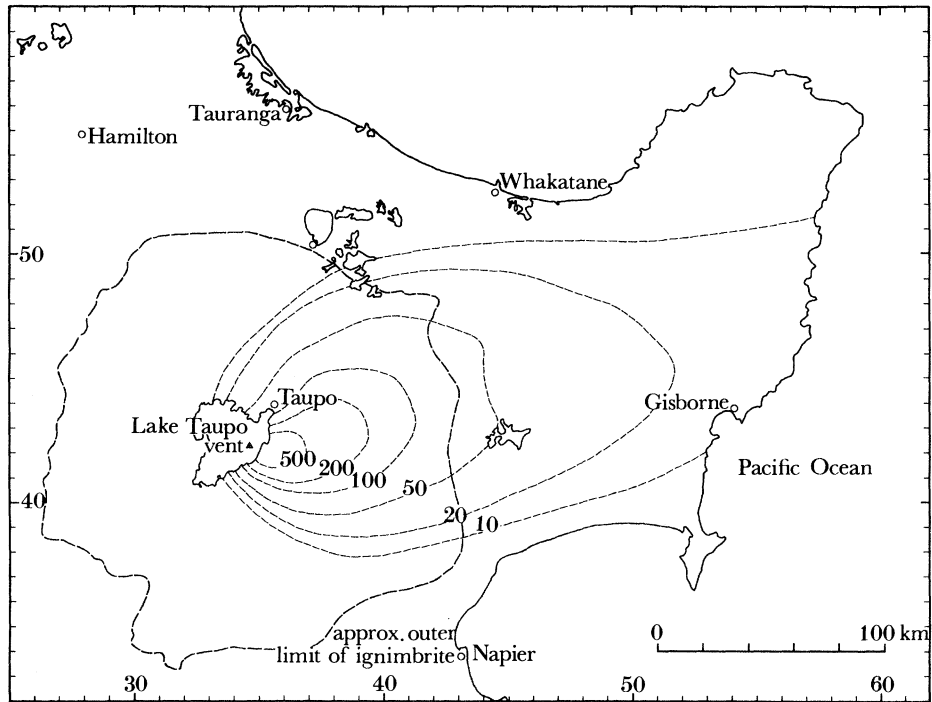 Tauranga
Hamilton
Whakatane
50
Taupo
Gisborne
Lake Taupo
vent
500
200
100
Pacific Ocean
50
40
20
10
approx. outer
limit of ignimbrite
Napier
0
100 km
30
40
50
60